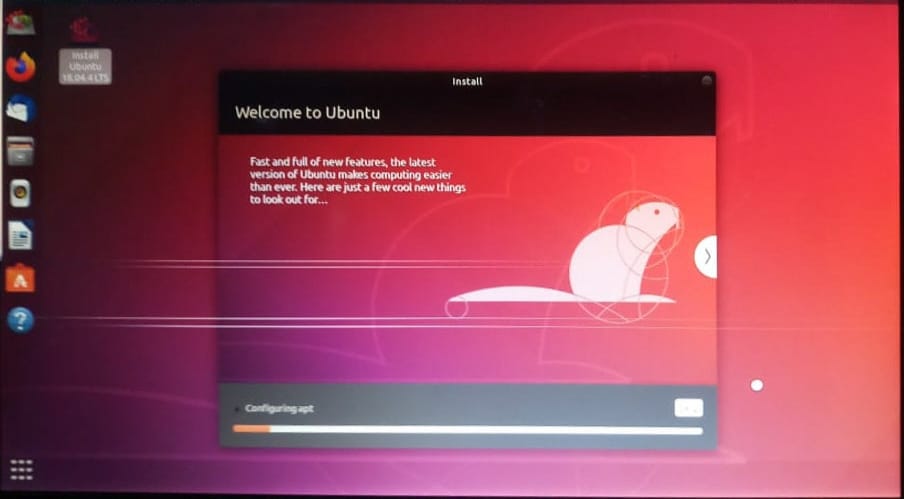 Install
Ubuntu
18.04.4 LTS
Install
Welcome to Ubuntu
Fast and full of new features, the latest
version of Ubuntu makes computing easier
than ever. Here are just a few cool new things
to look out for...
Configuring apt